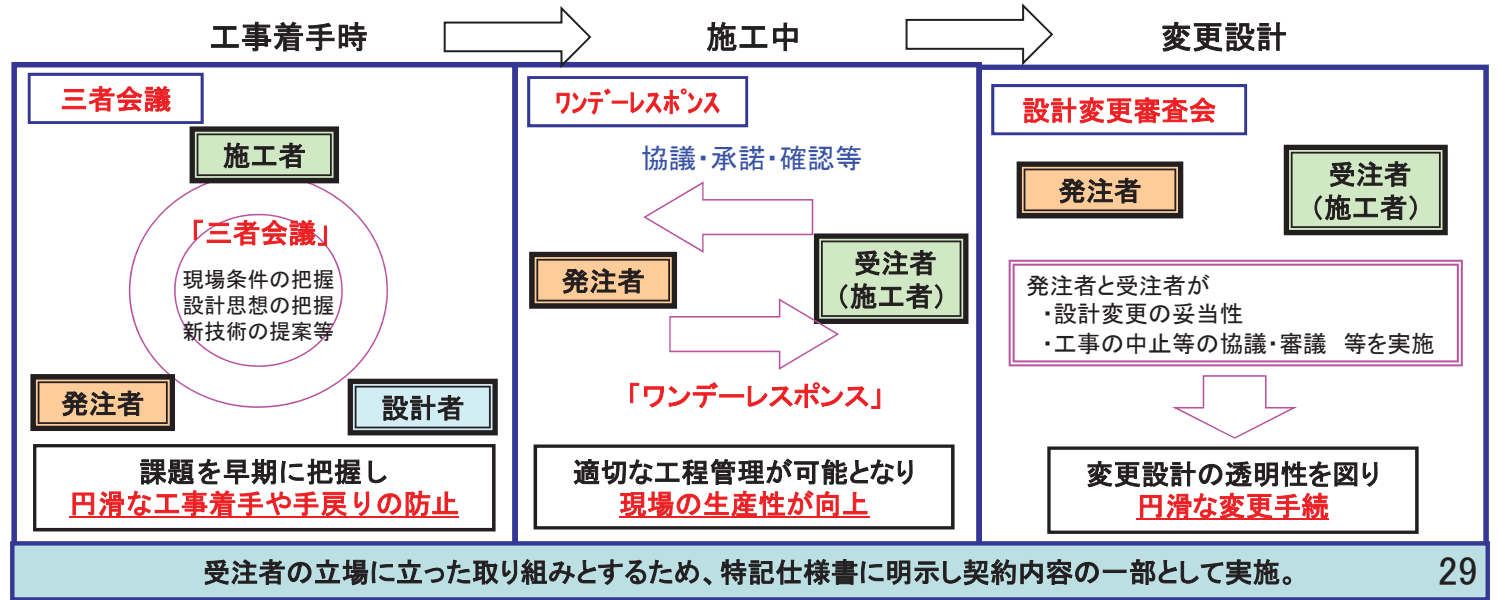 工事着手時
施工中
変更設計
三者会議
施工者
「三者会議」
現場条件の把握
設計思想の把握
新技術の提案等
発注者
設計者
課題を早期に把握し
円滑な工事着手や手戻りの防止
ﾜﾝﾃﾞｰﾚｽﾎﾟﾝｽ
協議・承諾・確認等
発注者
受注者
(施工者)
「ワンデーレスポンス」
適切な工程管理が可能となり
現場の生産性が向上
設計変更審査会
発注者
受注者
(施工者)
発注者と受注者が
・設計変更の妥当性
・工事の中止等の協議・審議　等を実施
変更設計の透明性を図り
円滑な変更手続
受注者の立場に立った取り組みとするため、特記仕様書に明示し契約内容の一部として実施。
29